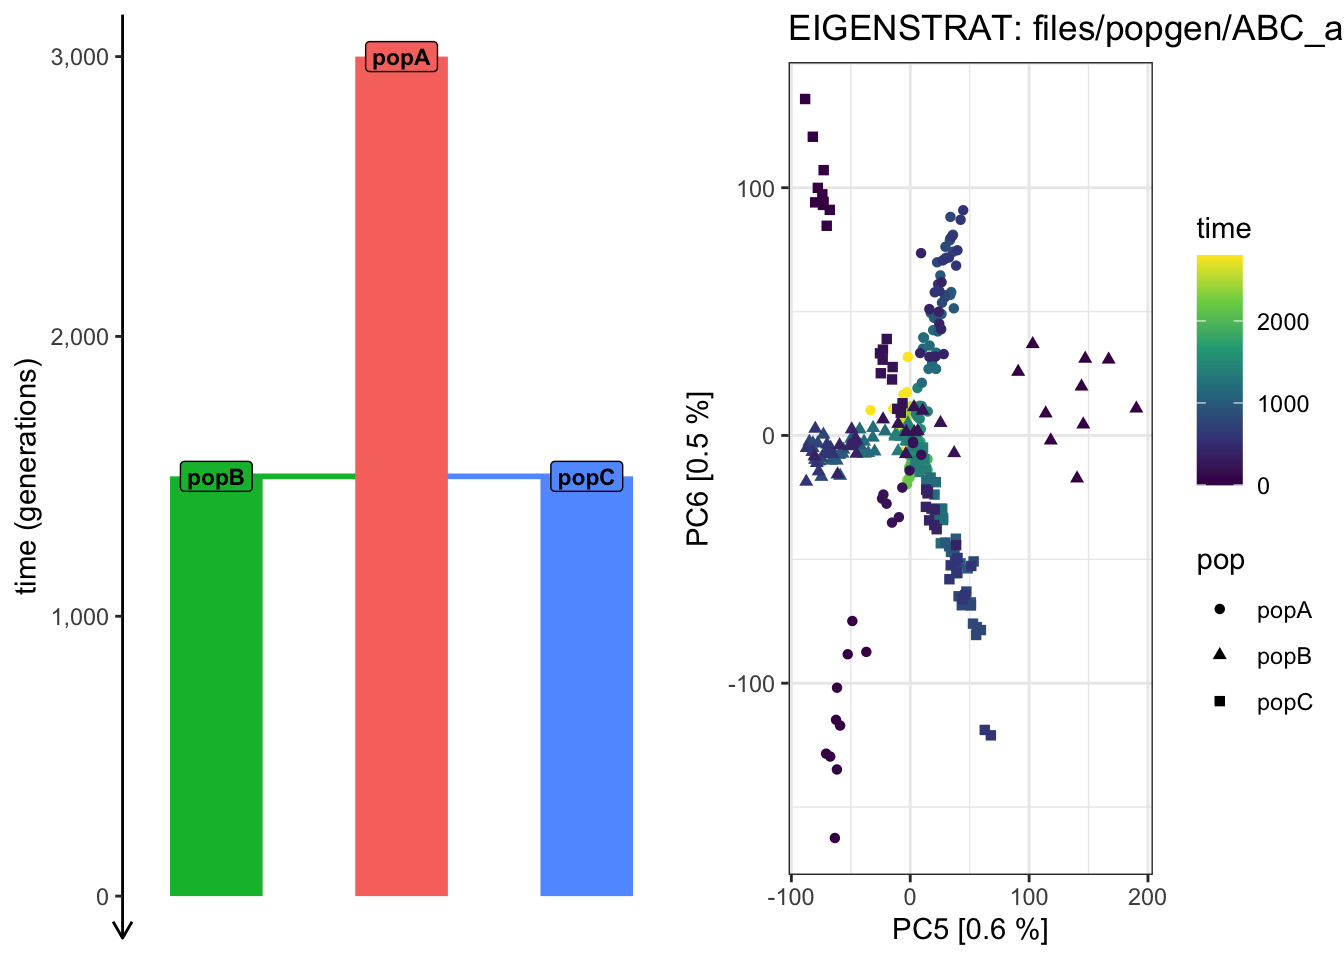 time (generations)
3,000
2,000
1,000
0
popA
popB
popC
EIGENSTRAT: files/popgen/ABC_a
PC6 [0.5 %]
100
0
-100
-100
0
100
200
PC5 [0.6 %]
time
2000
1000
0
pop
popA
popB
popC